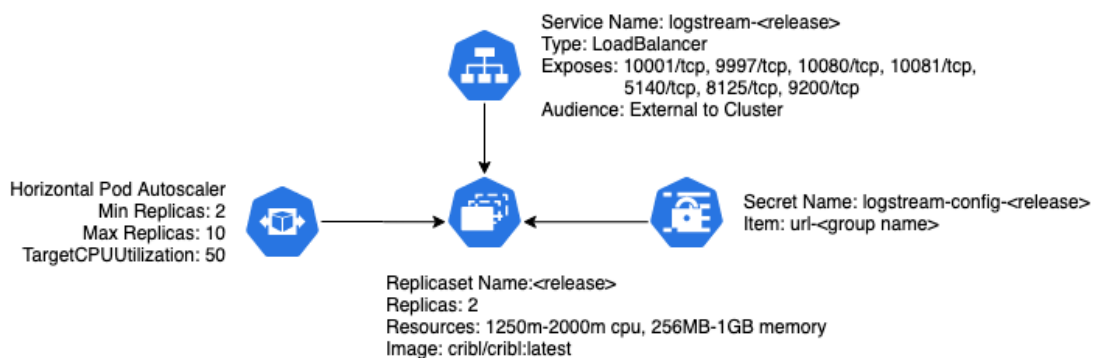 Service Name: logstream-<release>
Type: LoadBalancer
Exposes: 10001/tcp, 9997/tcp, 10080/tcp, 10081/tcp,
5140/tcp, 8125/tcp, 9200/tcp
Audience: External to Cluster
Horizontal Pod Autoscaler
Min Replicas: 2
Max Replicas: 10
TargetCPUUtilization: 50
Secret Name: logstream-config-<release>
Item: url-<group name>
Replicaset Name:<release>
Replicas: 2
Resources: 1250m-2000m cpu, 256MB-1GB memory
Image: cribl/cribl:latest